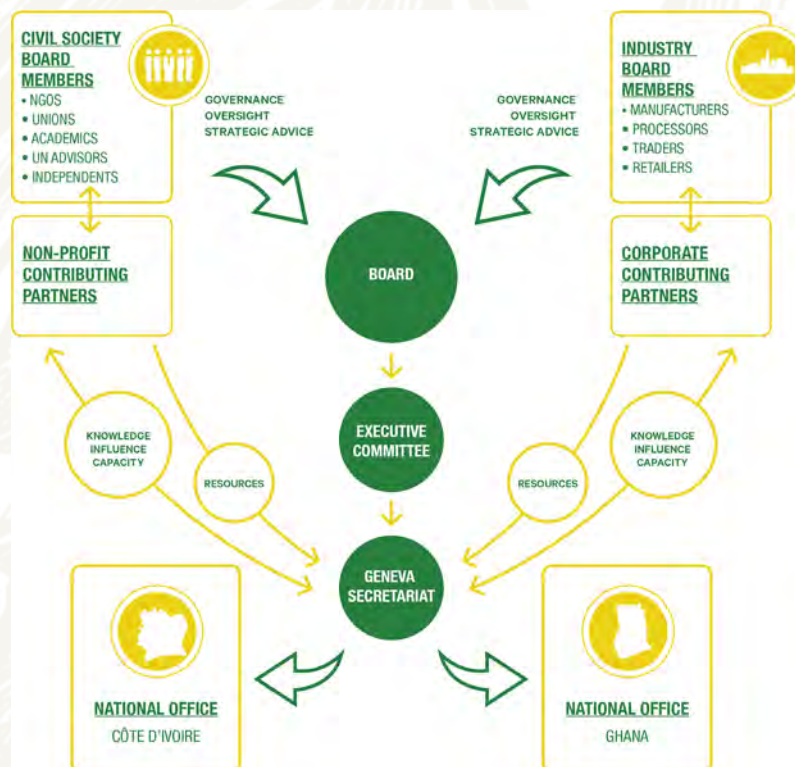 CIVIL SOCIETY
BOARD
MEMBERS
• NGOS
• UNIONS
• ACADEMICS
• UN ADVISORS
• INDEPENDENTS
GOVERNANCE
OVERSIGHT
STRATEGIC ADVICE
GOVERNANCE
OVERSIGHT
STRATEGIC ADVICE
INDUSTRY
BOARD
MEMBERS
• MANUFACTURERS
• PROCESSORS
• TRADERS
• RETAILERS
NON-PROFIT
CONTRIBUTING
PARTNERS
BOARD
CORPORATE
CONTRIBUTING
PARTNERS
KNOWLEDGE
INFLUENCE
CAPACITY
RESOURCES
EXECUTIVE
COMMITTEE
RESOURCES
KNOWLEDGE
INFLUENCE
CAPACITY
GENEVA
SECRETARIAT
NATIONAL OFFICE
CÔTE D'IVOIRE
NATIONAL OFFICE
GHANA